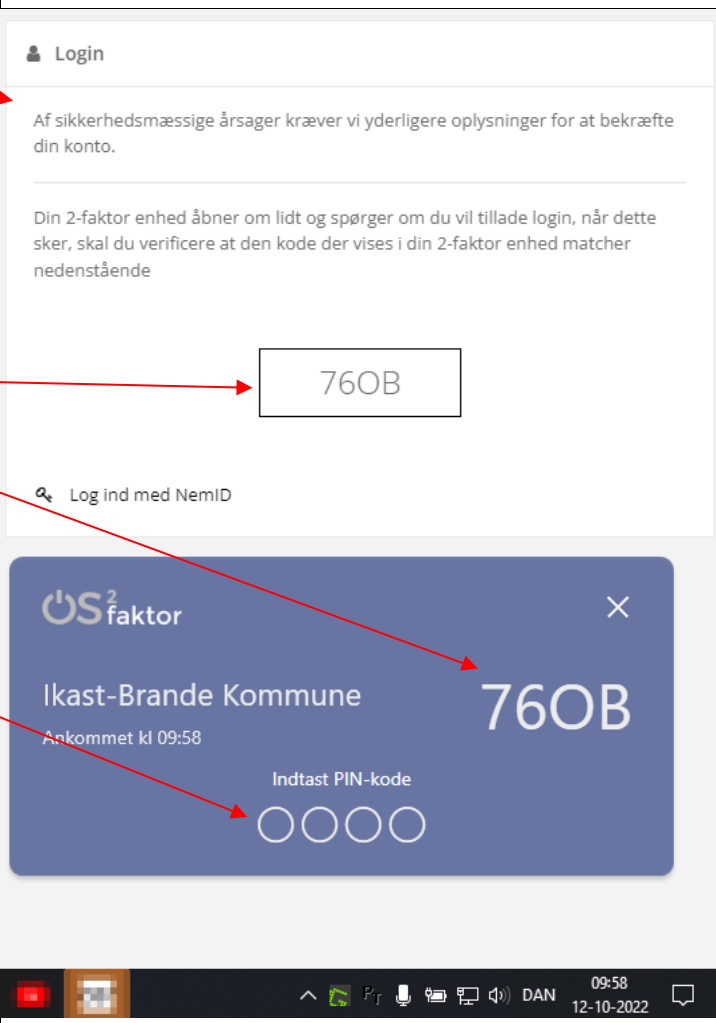 Login
Af sikkerhedsmæssige årsager kræver vi yderligere oplysninger for at bekræfte
din konto.
Din 2-faktor enhed åbner om lidt og spørger om du vil tillade login, når dette
sker, skal du verificere at den kode der vises i din 2-faktor enhed matcher
nedenstående
76OB
Log ind med NemID
OS2faktor
Ikast-Brande Kommune
76OB
Ankommet kl 09:58
Indtast PIN-kode
DAN
09:58
12-10-2022